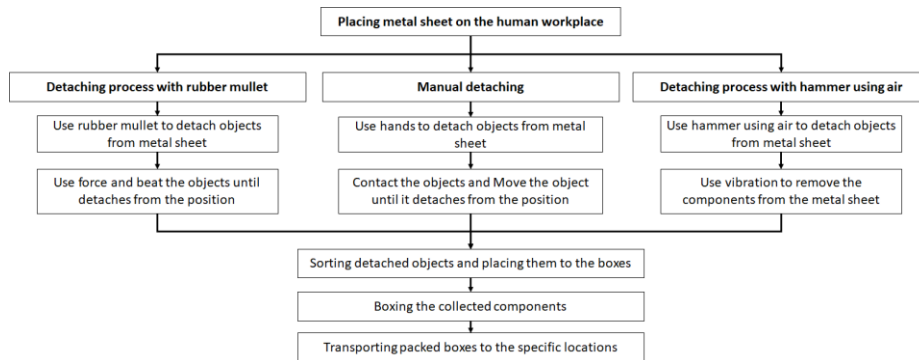 Placing metal sheet on the human workplace
Detaching process with rubber mullet
Manual detaching
Detaching process with hammer using air
Use rubber mullet to detach objects
from metal sheet
Use hands to detach objects from metal
sheet
Use hammer using air to detach objects
from metal sheet
Use force and beat the objects until
detaches from the position
Contact the objects and Move the object
until it detaches from the position
Use vibration to remove the
components from the metal sheet
Sorting detached objects and placing them to the boxes
Boxing the collected components
Transporting packed boxes to the specific locations